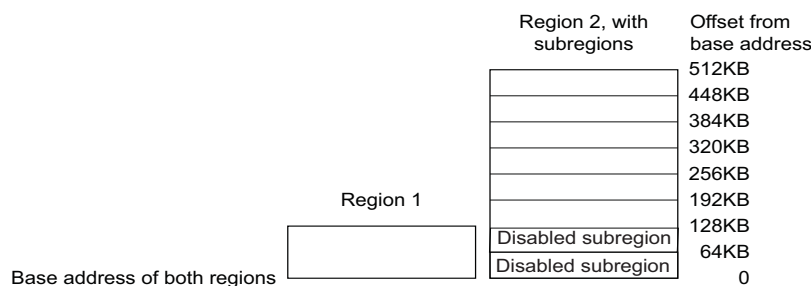 Region 2, with
subregions
Offset from
base address
512KB
448KB
384KB
320KB
256KB
192KB
Region 1
128KB
Disabled subregion
64KB
Disabled subregion
Base address of both regions
0